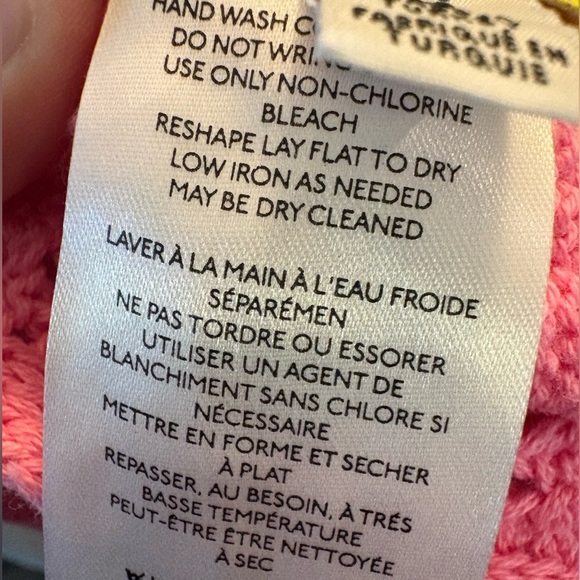 FABRIQUÉ EN
TURQUIE
HAND WASH
DO NOT
USE ONLY NON-CHLORINE
BLEACH
RESHAPE LAY FLAT TO DRY
LOW IRON AS NEEDED
MAY BE DRY CLEANED
LAVER À LA MAIN À L'EAU FROIDE
SÉPARÉMEN
NE PAS TORDRE OU ESSORER
UTILISER UN AGENT DE
BLANCHIMENT SANS CHLORE SI
NÉCESSAIRE
METTRE EN FORME ET SECHER
À PLAT
REPASSER, AU BESOIN, À TRÉS
BASSE TEMPÉRATURE
PEUT-ÊTRE ÊTRE NETTOYÉE
À SEC